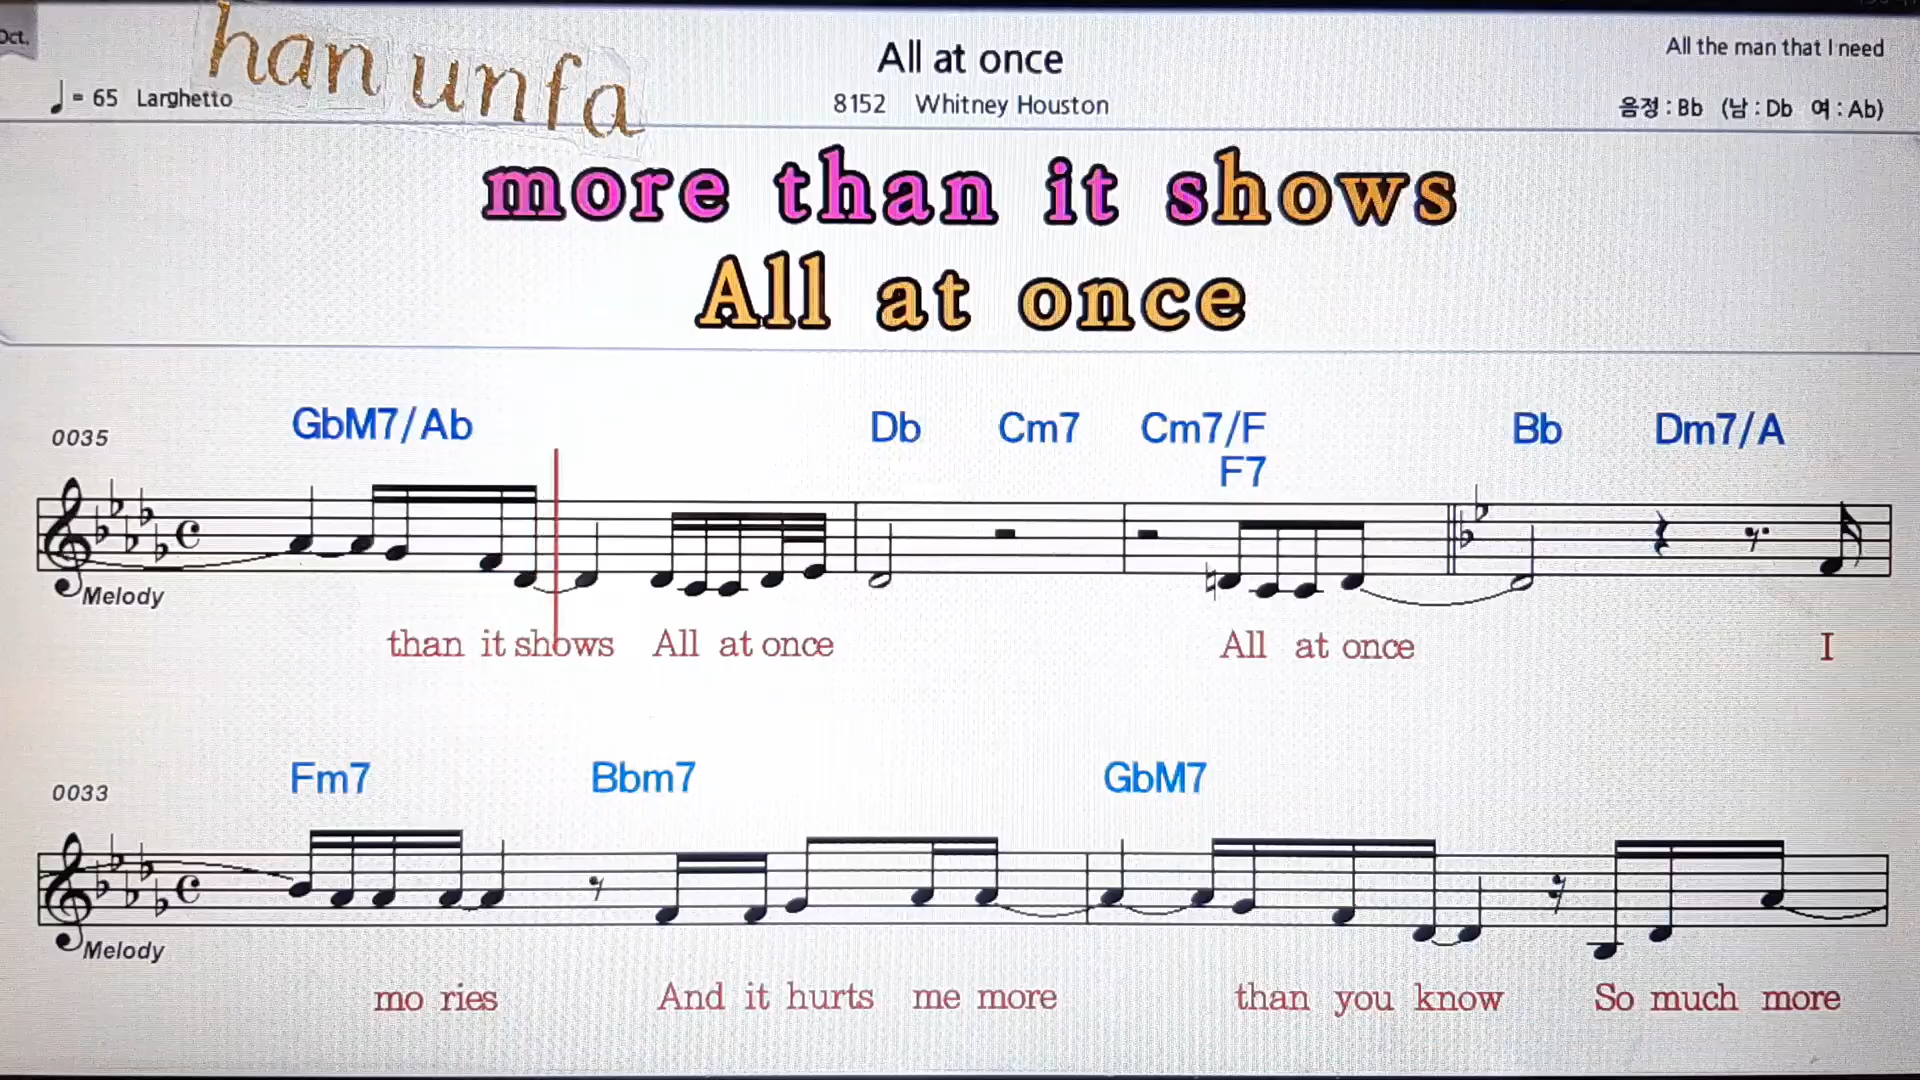 Oct.
han unfa
All at once
All the man that I need
= 65 Larghetto
8152 Whitney Houston
음정 : Bb (남 : Db 여 : Ab)
more than it shows
All at once
0035
GbM7/Ab Db Cm7 Cm7/F Bb Dm7/A
F7
Melody
than it shows All at once All at once I
0033
Fm7 Bbm7 GbM7
Melody
mo ries And it hurts me more than you know So much more